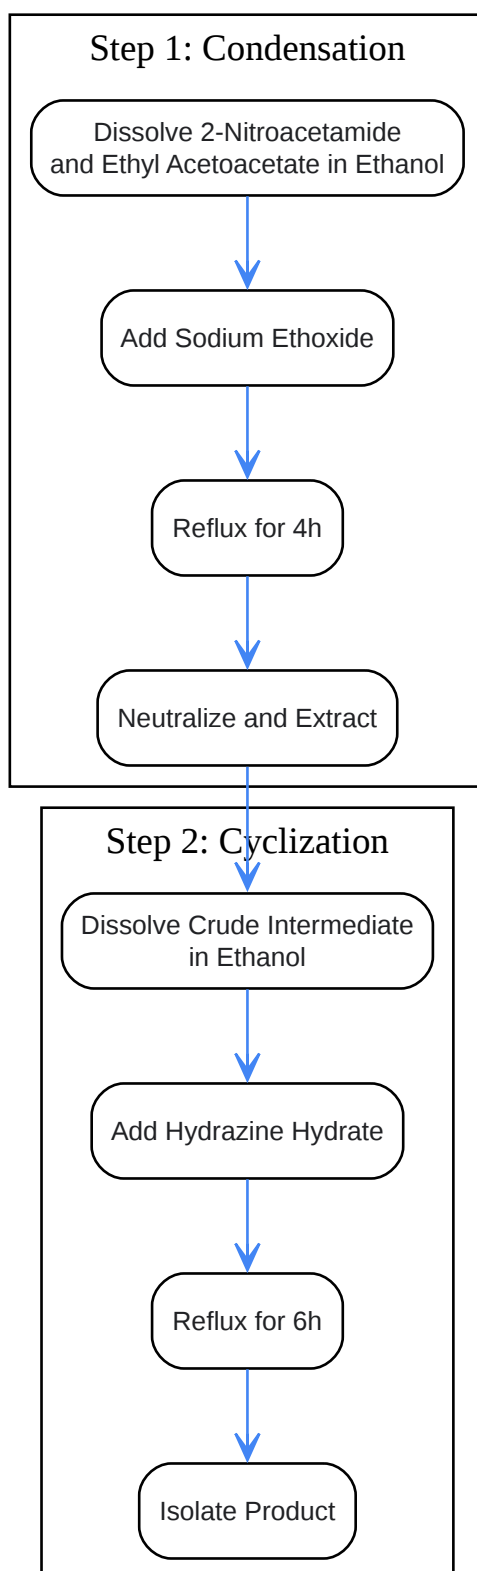 Step 1: Condensation
Dissolve 2-Nitroacetamide
and Ethyl Acetoacetate in Ethanol
Add Sodium Ethoxide
Reflux for 4h
Neutralize and Extract
Step 2: Cyclization
Dissolve Crude Intermediate
in Ethanol
Add Hydrazine Hydrate
Reflux for 6h
Isolate Product